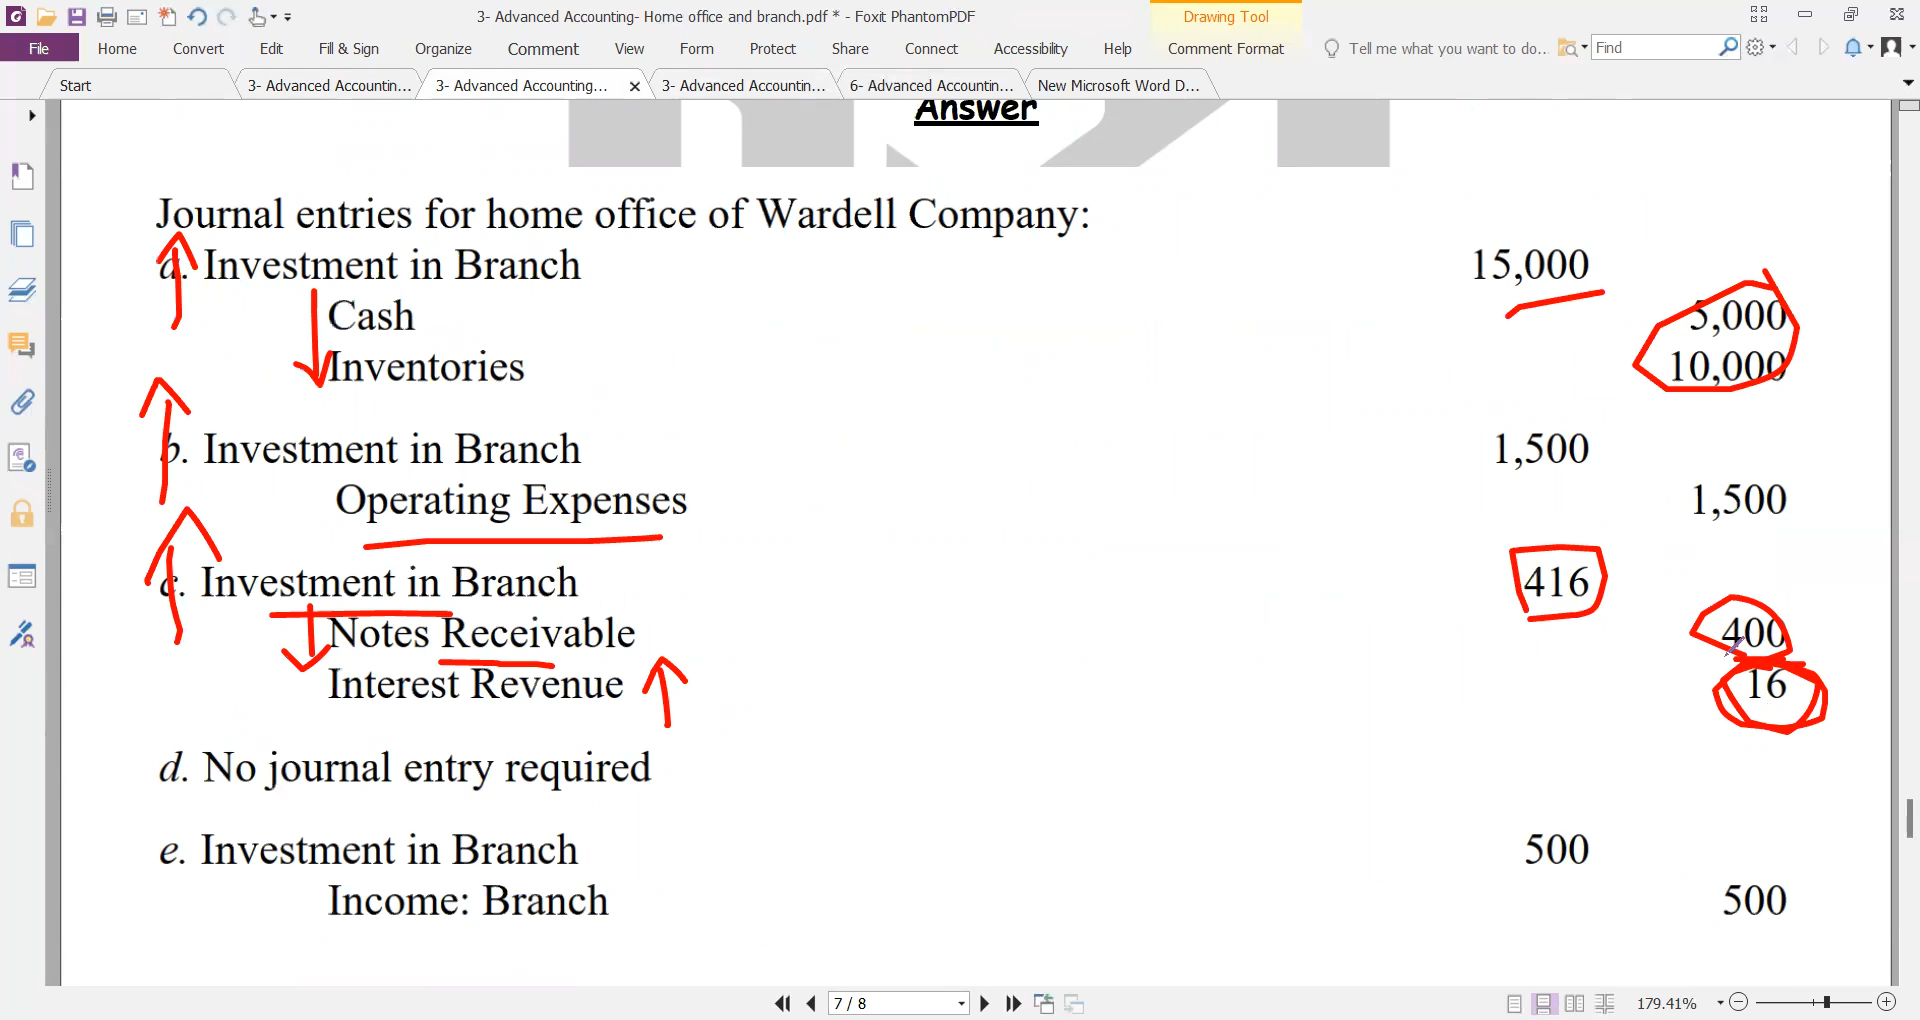 3- Advanced Accounting- Home office and branch.pdf * - Foxit PhantomPDF
Drawing Tool
File Home Convert Edit Fill & Sign Organize Comment View Form Protect Share Connect Accessibility Help Comment Format Tell me what you want to do... Find
Start 3- Advanced Accountin... 3- Advanced Accounting... 3- Advanced Accountin... 6- Advanced Accountin... New Microsoft Word D...
Answer
Journal entries for home office of Wardell Company:
a. Investment in Branch 15,000
Cash 5,000
Inventories 10,000
b. Investment in Branch 1,500
Operating Expenses 1,500
c. Investment in Branch 416
Notes Receivable 400
Interest Revenue 16
d. No journal entry required
e. Investment in Branch 500
Income: Branch 500
7 / 8 179.41%